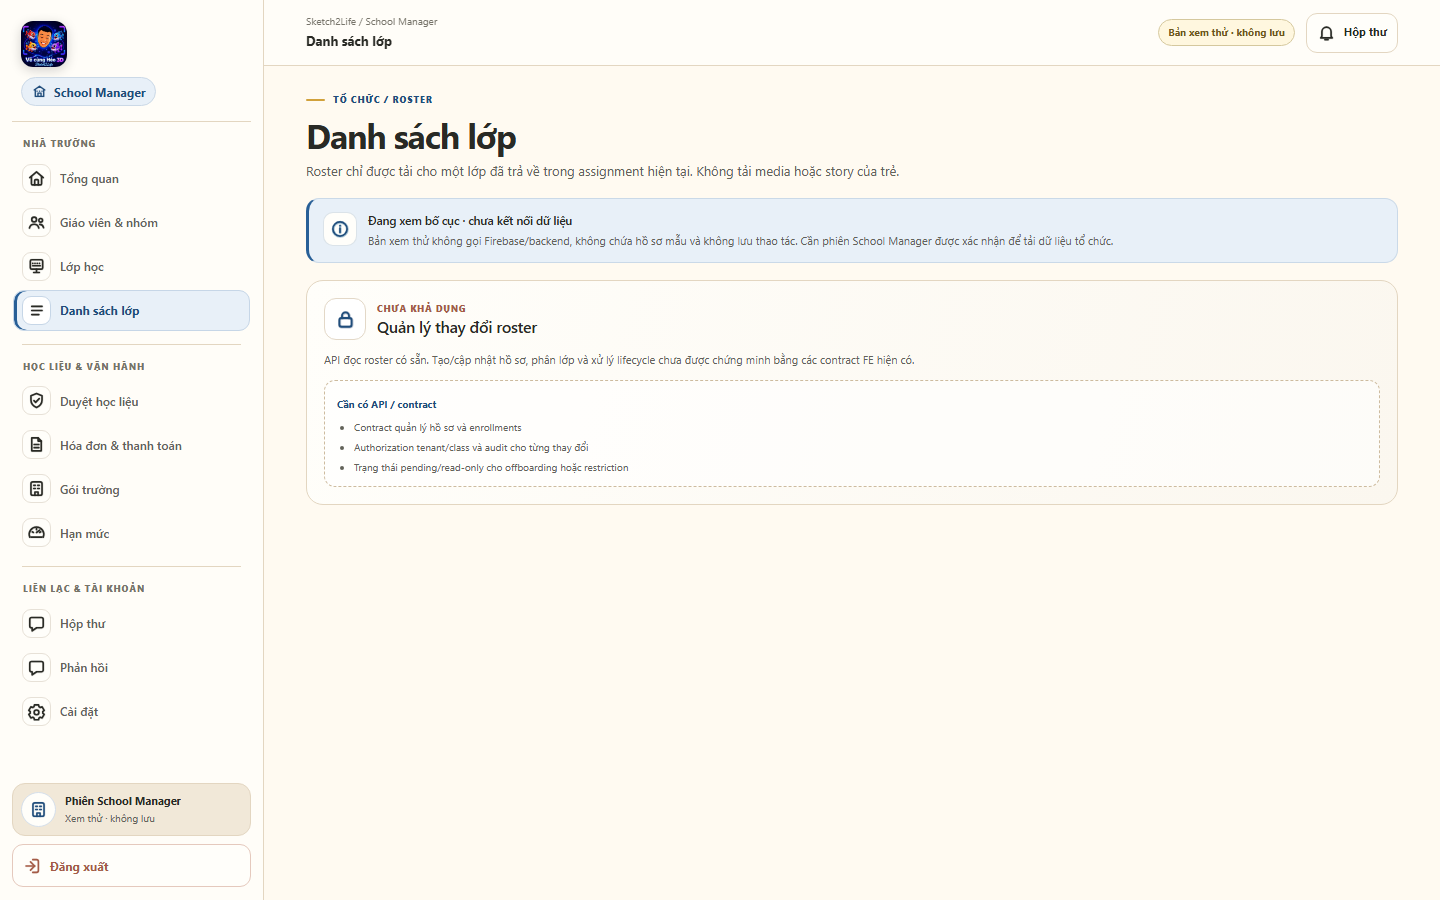 Vẽ cùng Héo 3D
School Manager
NHÀ TRƯỜNG
Tổng quan
Giáo viên & nhóm
Lớp học
Danh sách lớp
HỌC LIỆU & VẬN HÀNH
Duyệt học liệu
Hóa đơn & thanh toán
Gói trường
Hạn mức
LIÊN LẠC & TÀI KHOẢN
Hộp thư
Phản hồi
Cài đặt
Phiên School Manager
Xem thử · không lưu
Đăng xuất
Sketch2Life / School Manager
Danh sách lớp
Bản xem thử · không lưu
Hộp thư
TỔ CHỨC / ROSTER
Danh sách lớp
Roster chỉ được tải cho một lớp đã trả về trong assignment hiện tại. Không tải media hoặc story của trẻ.
Đang xem bố cục · chưa kết nối dữ liệu
Bản xem thử không gọi Firebase/backend, không chứa hồ sơ mẫu và không lưu thao tác. Cần phiên School Manager được xác nhận để tải dữ liệu tổ chức.
CHƯA KHẢ DỤNG
Quản lý thay đổi roster
API đọc roster có sẵn. Tạo/cập nhật hồ sơ, phân lớp và xử lý lifecycle chưa được chứng minh bằng các contract FE hiện có.
Cần có API / contract
Contract quản lý hồ sơ và enrollments
Authorization tenant/class và audit cho từng thay đổi
Trạng thái pending/read-only cho offboarding hoặc restriction